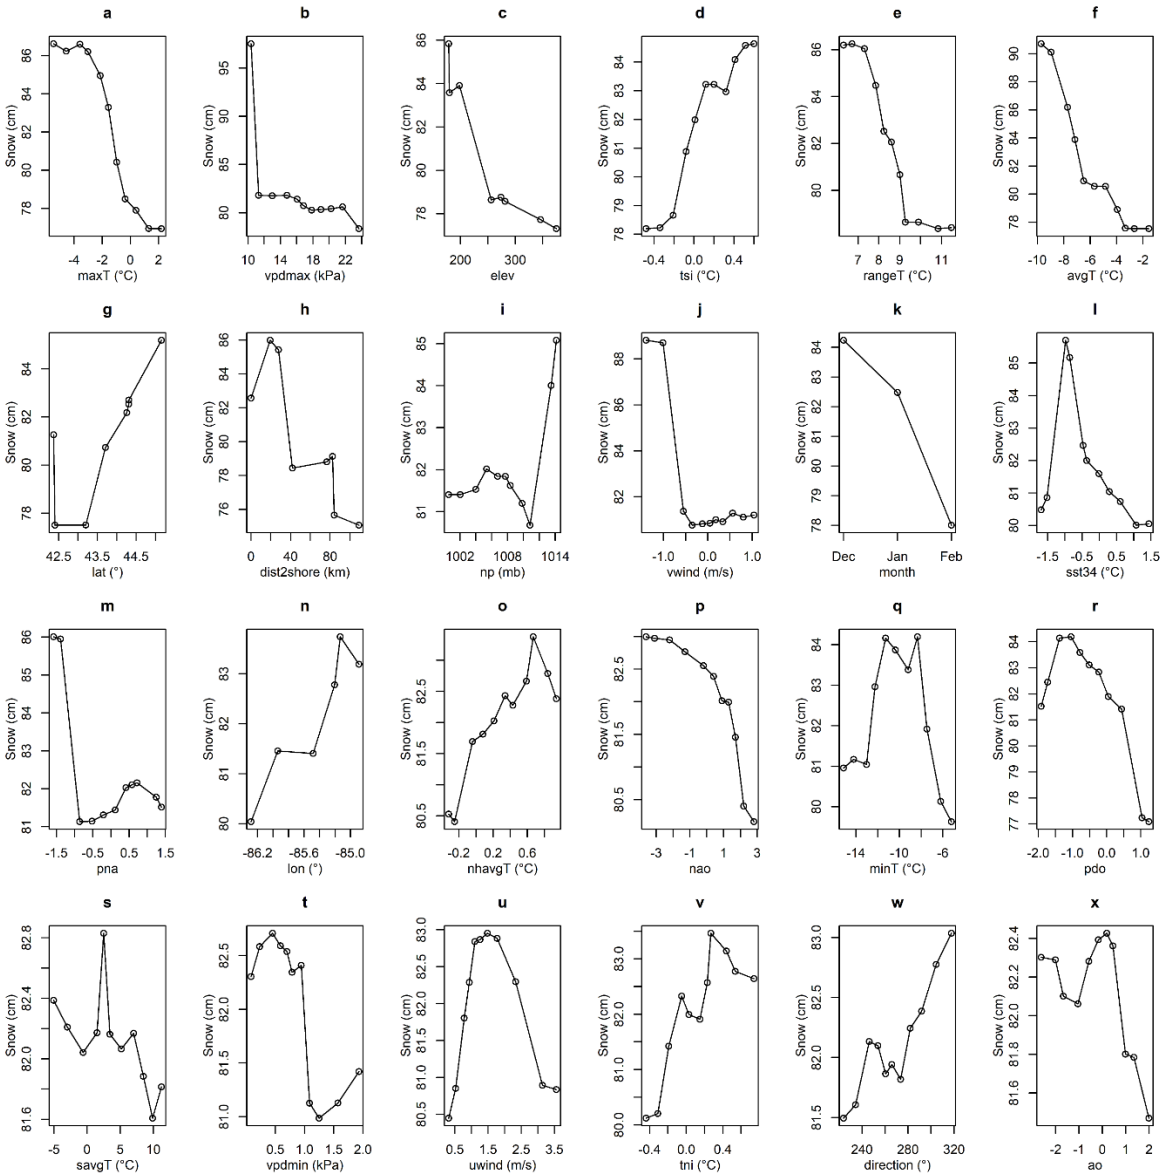 a
Snow (cm)
86
84
82
80
78
-4 -2 0 2
maxT (°C)
b
Snow (cm)
95
90
85
80
10 14 18 22
vpdmax (kPa)
c
Snow (cm)
86
84
82
80
78
200 300
elev
d
Snow (cm)
84
83
82
81
80
79
78
-0.4 0.0 0.4
tsi (°C)
e
Snow (cm)
86
84
82
80
7 8 9 11
rangeT (°C)
f
Snow (cm)
90
88
86
84
82
80
78
-10 -8 -6 -4 -2
avgT (°C)
g
Snow (cm)
84
82
80
78
42.5 43.5 44.5
lat (°)
h
Snow (cm)
86
84
82
80
78
76
0 40 80
dist2shore (km)
i
Snow (cm)
85
84
83
82
81
1002 1008 1014
np (mb)
j
Snow (cm)
88
86
84
82
-1.0 0.0 1.0
vwind (m/s)
k
Snow (cm)
84
83
82
81
80
79
78
Dec Jan Feb
month
l
Snow (cm)
85
84
83
82
81
80
-1.5 -0.5 0.5 1.5
sst34 (°C)
m
Snow (cm)
86
85
84
83
82
81
-1.5 -0.5 0.5 1.5
pna
n
Snow (cm)
83
82
81
80
-86.2 -85.6 -85.0
lon (°)
o
Snow (cm)
82.5
81.5
80.5
-0.2 0.2 0.6
nhavgT (°C)
p
Snow (cm)
82.5
81.5
80.5
-3 -1 1 3
nao
q
Snow (cm)
84
83
82
81
80
-14 -10 -6
minT (°C)
r
Snow (cm)
84
83
82
81
80
79
78
77
-2.0 -1.0 0.0 1.0
pdo
s
Snow (cm)
82.8
82.4
82.0
81.6
-5 0 5 10
savgT (°C)
t
Snow (cm)
82.5
82.0
81.5
81.0
0.5 1.0 1.5 2.0
vpdmin (kPa)
u
Snow (cm)
83.0
82.5
82.0
81.5
81.0
80.5
0.5 1.5 2.5 3.5
uwind (m/s)
v
Snow (cm)
83.0
82.0
81.0
80.0
-0.4 0.0 0.4
tni (°C)
w
Snow (cm)
83.0
82.5
82.0
81.5
220 260 280 320
direction (°)
x
Snow (cm)
82.4
82.2
82.0
81.8
81.6
-2 -1 0 1 2
ao